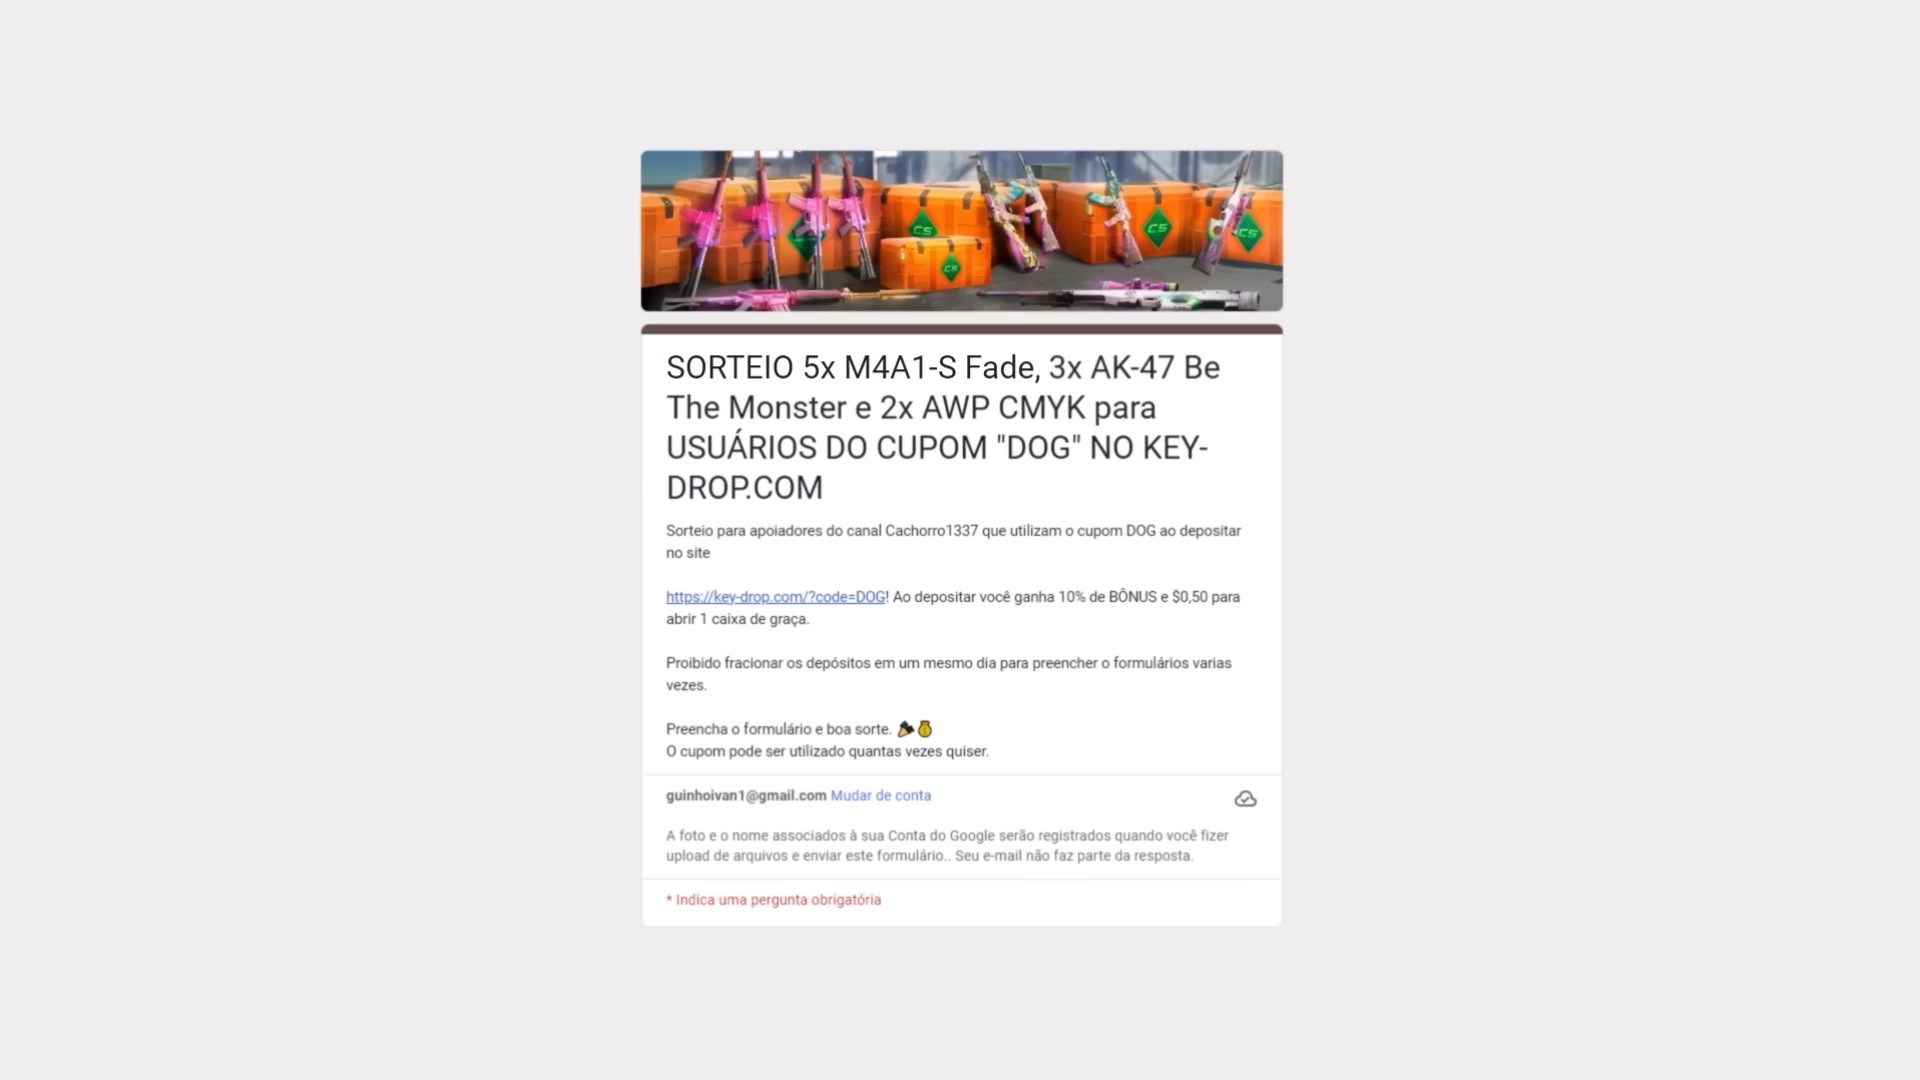 CS
CS
CS
CS
SORTEIO 5x M4A1-S Fade, 3x AK-47 Be
The Monster e 2x AWP CMYK para
USUÁRIOS DO CUPOM "DOG" NO KEY-
DROP.COM
Sorteio para apoiadores do canal Cachorro1337 que utilizam o cupom DOG ao depositar
no site
https://key-drop.com/?code=DOG! Ao depositar você ganha 10% de BÔNUS e $0,50 para
abrir 1 caixa de graça.
Proibido fracionar os depósitos em um mesmo dia para preencher o formulários varias
vezes.
Preencha o formulário e boa sorte. 🎉💰
O cupom pode ser utilizado quantas vezes quiser.
guinhoivan1@gmail.com Mudar de conta
A foto e o nome associados à sua Conta do Google serão registrados quando você fizer
upload de arquivos e enviar este formulário.. Seu e-mail não faz parte da resposta.
* Indica uma pergunta obrigatória